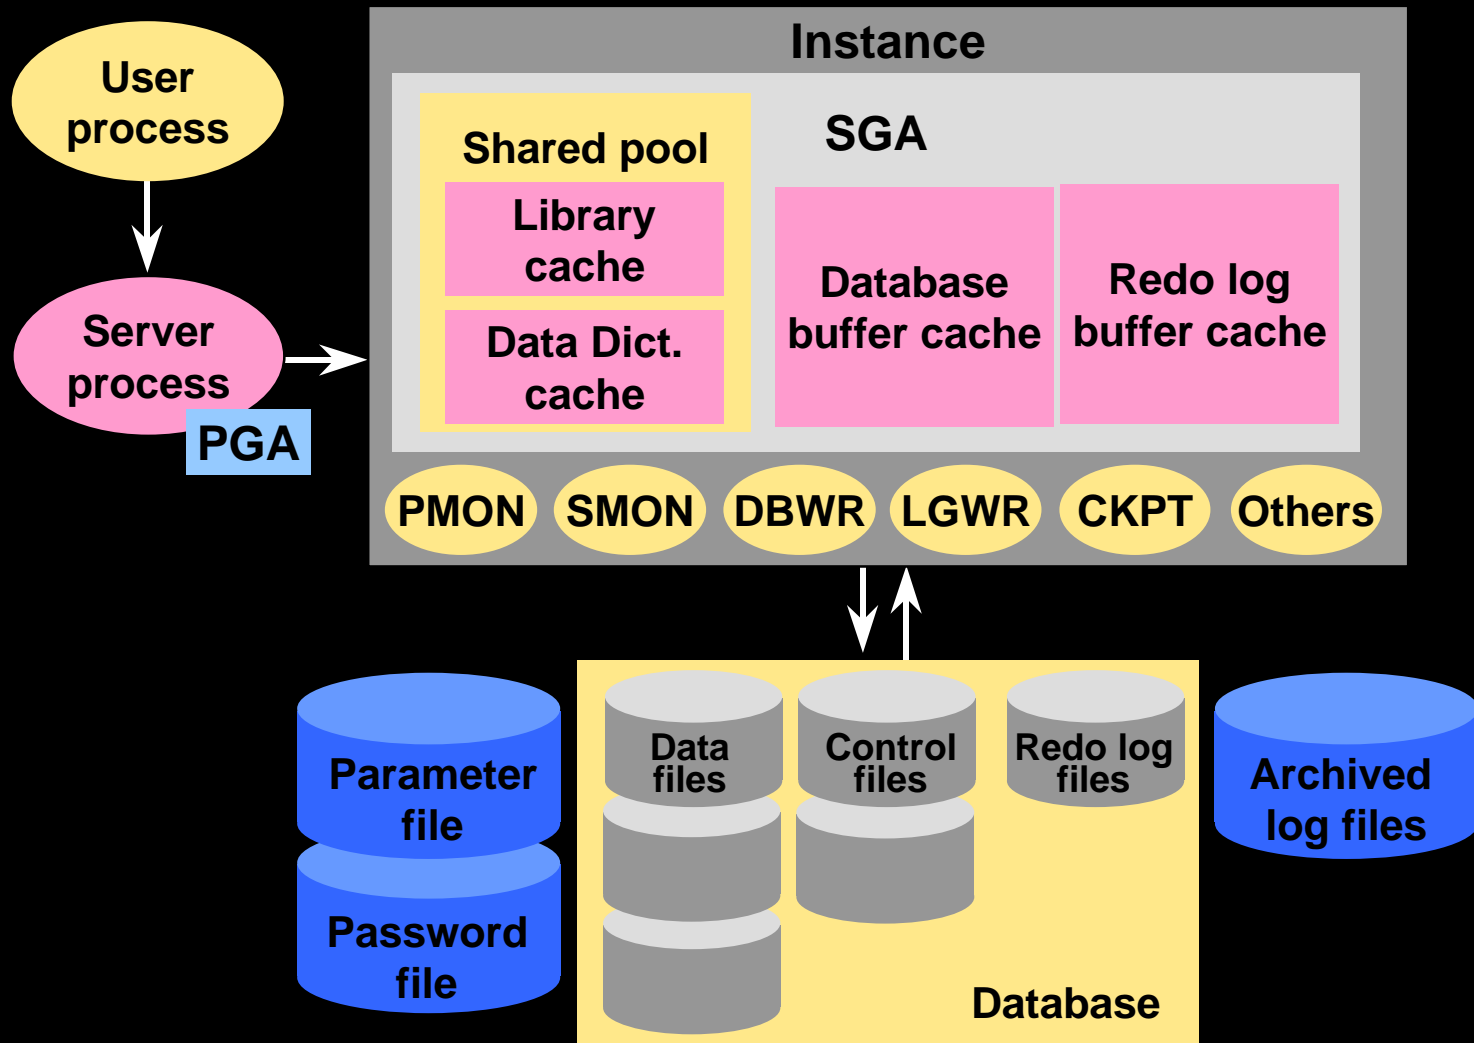 Instance
User
process
SGA
Shared pool
Library
cache
Data Dict.
cache
Database
buffer cache
Redo log
buffer cache
Server
process
PGA
PMON
SMON
DBWR
LGWR
CKPT
Others
Parameter
file
Password
file
Data
files
Control
files
Redo log
files
Archived
log files
Database